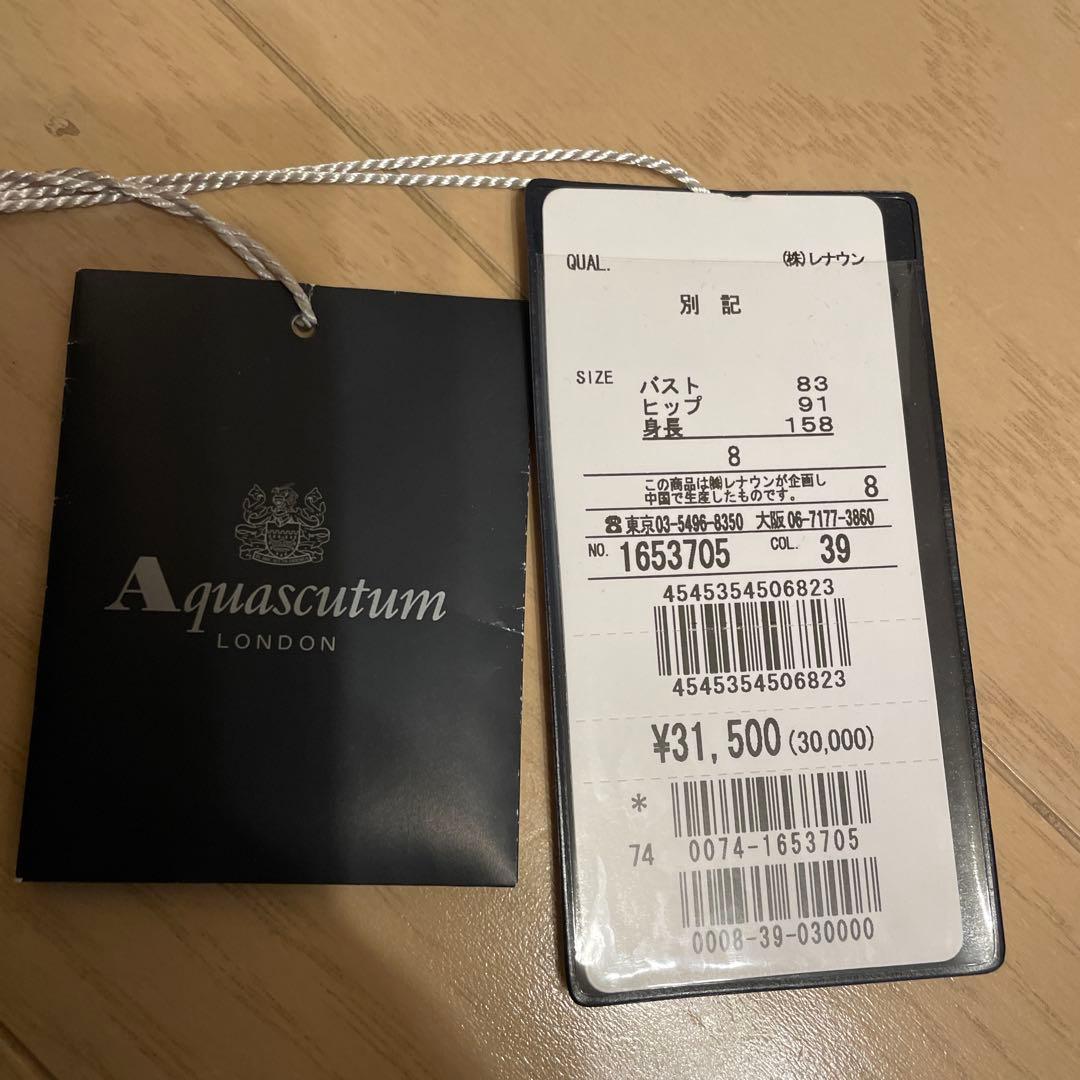 Aquascutum
LONDON
QUAL. (株)レナウン
別 記
SIZE バスト 83
ヒップ 91
身長 158
8
この商品は㈱レナウンが企画し
中国で生産したものです。 8
☎東京03-5496-8350 大阪06-7177-3860
NO. 1653705 COL. 39
4545354506823
4545354506823
¥31,500(30,000)
*
74 0074-1653705
0008-39-030000